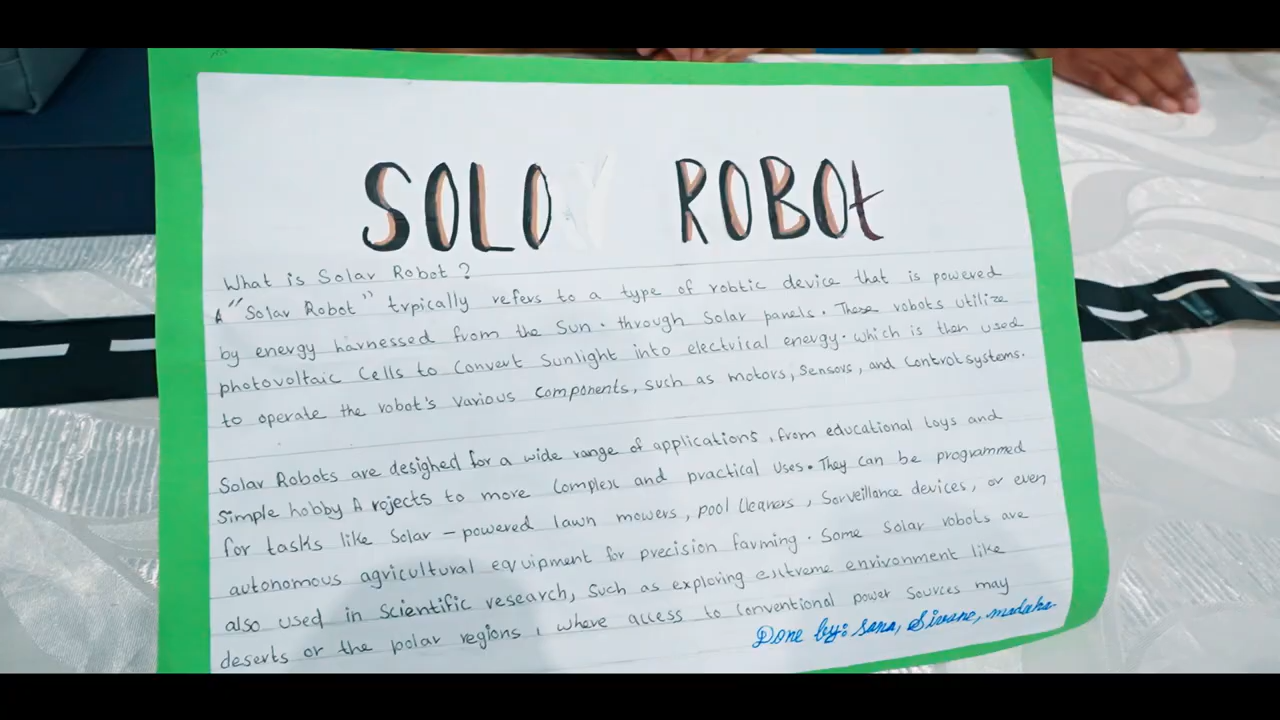 SOLO ROBOt
What is Solar Robot ?
A "Solar Robot" trpically refers to a type of robtic device that is powered
by energy harnessed from the Sun. through Solar panels. These robots utilize
photovoltaic Cells to Convert Sunlight into electrical energy. which is then used
to operate the robot's various Components, such as motors, Sensors, and Control systems.
Solar Robots are desighed for a wide range of applications, from educational toys and
Simple hobby A rojects to more Complex and practical Uses. They can be programmed
for tasks like Solar - powered lawn mowers, pool Cleaners, Sorveillance devices, or even
autonomous agricultural equipment for precision farming. Some Solar robots are
also used in Scientific research, Such as exploring extreme environment like
deserts or the polar regions, where access to Conventional power Sources may
Done by: Sana,